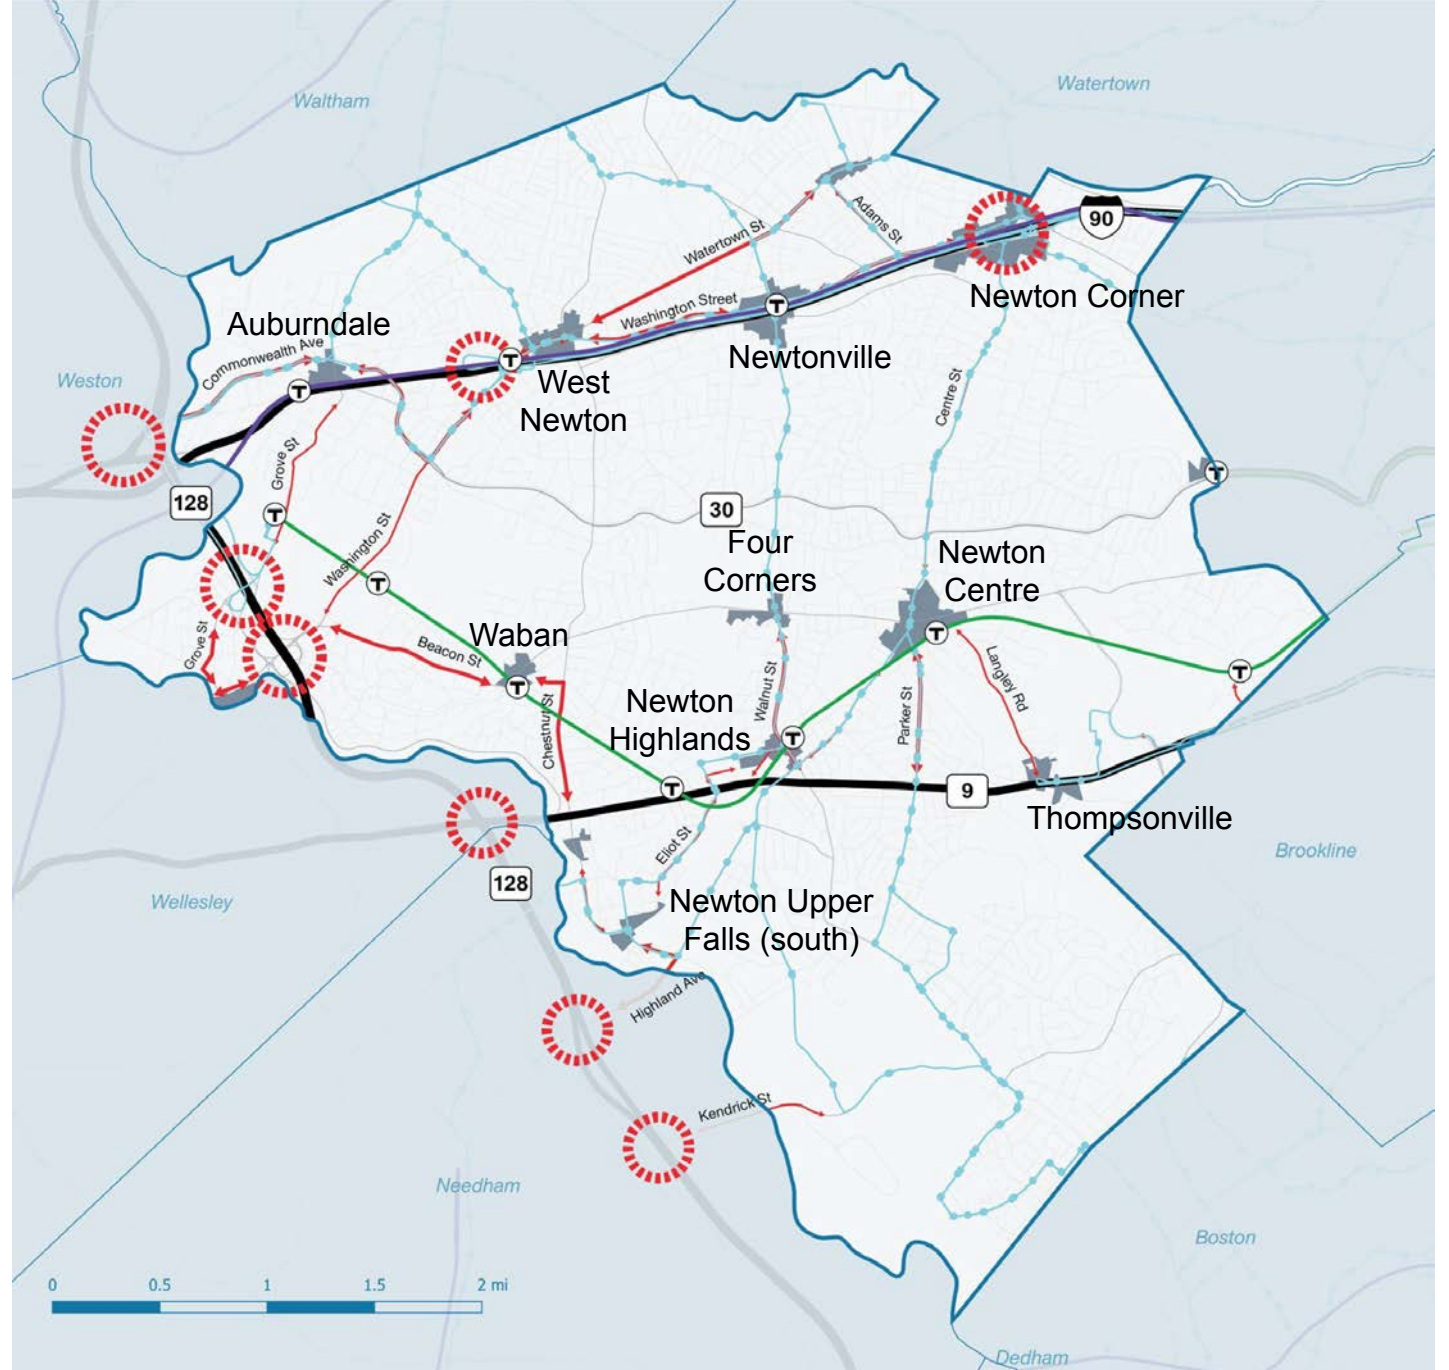 Watertown
Waltham
90
Adams St
Watertown St
Newton Corner
Washington Street
Auburndale
Commonwealth Ave
Newtonville
T
T
West
Newton
T
Weston
Centre St
Grove St
T
128
30
T
Washington St
Four
Corners
Newton
Centre
T
Grove St
Beacon St
Waban
T
T
Langley Rd
T
Walnut St
Parker St
Chestnut St
Newton
Highlands
T
T
9
Thompsonville
Eliot St
Brookline
128
Wellesley
Newton Upper
Falls (south)
Highland Ave
Kendrick St
Needham
Boston
0 0.5 1 1.5 2 mi
Dedham